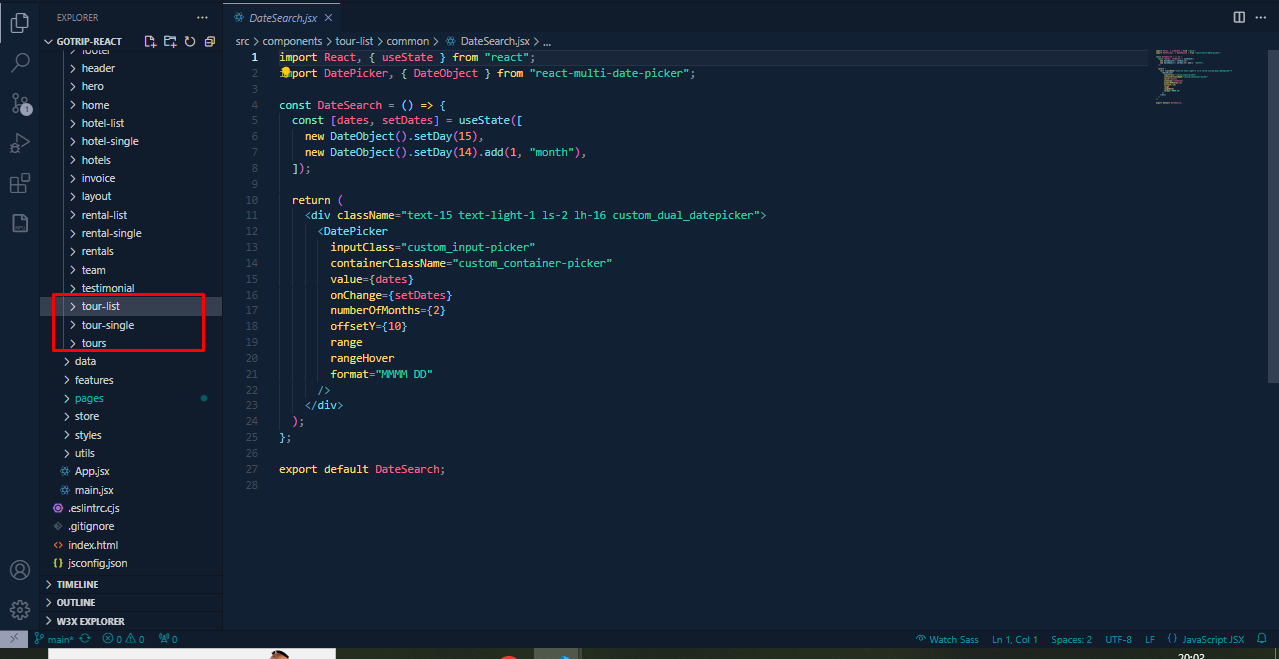 EXPLORER
GOTRIP-REACT
footer
header
hero
home
hotel-list
hotel-single
hotels
invoice
layout
rental-list
rental-single
rentals
team
testimonial
tour-list
tour-single
tours
data
features
pages
store
styles
utils
App.jsx
main.jsx
.eslintrc.cjs
.gitignore
index.html
{} jsconfig.json
TIMELINE
OUTLINE
W3X EXPLORER
1
DateSearch.jsx
src > components > tour-list > common > DateSearch.jsx > ...
1 import React, { useState } from "react";
2 import DatePicker, { DateObject } from "react-multi-date-picker";
3
4 const DateSearch = () => {
5 const [dates, setDates] = useState([
6 new DateObject().setDay(15),
7 new DateObject().setDay(14).add(1, "month"),
8 ]);
9
10 return (
11 <div className="text-15 text-light-1 ls-2 lh-16 custom_dual_datepicker">
12 <DatePicker
13 inputClass="custom_input-picker"
14 containerClassName="custom_container-picker"
15 value={dates}
16 onChange={setDates}
17 numberOfMonths={2}
18 offsetY={10}
19 range
20 rangeHover
21 format="MMMM DD"
22 />
23 </div>
24 );
25 };
26
27 export default DateSearch;
28
main* 0 0 0 Watch Sass Ln 1, Col 1 Spaces: 2 UTF-8 LF {} JavaScript JSX
20:02